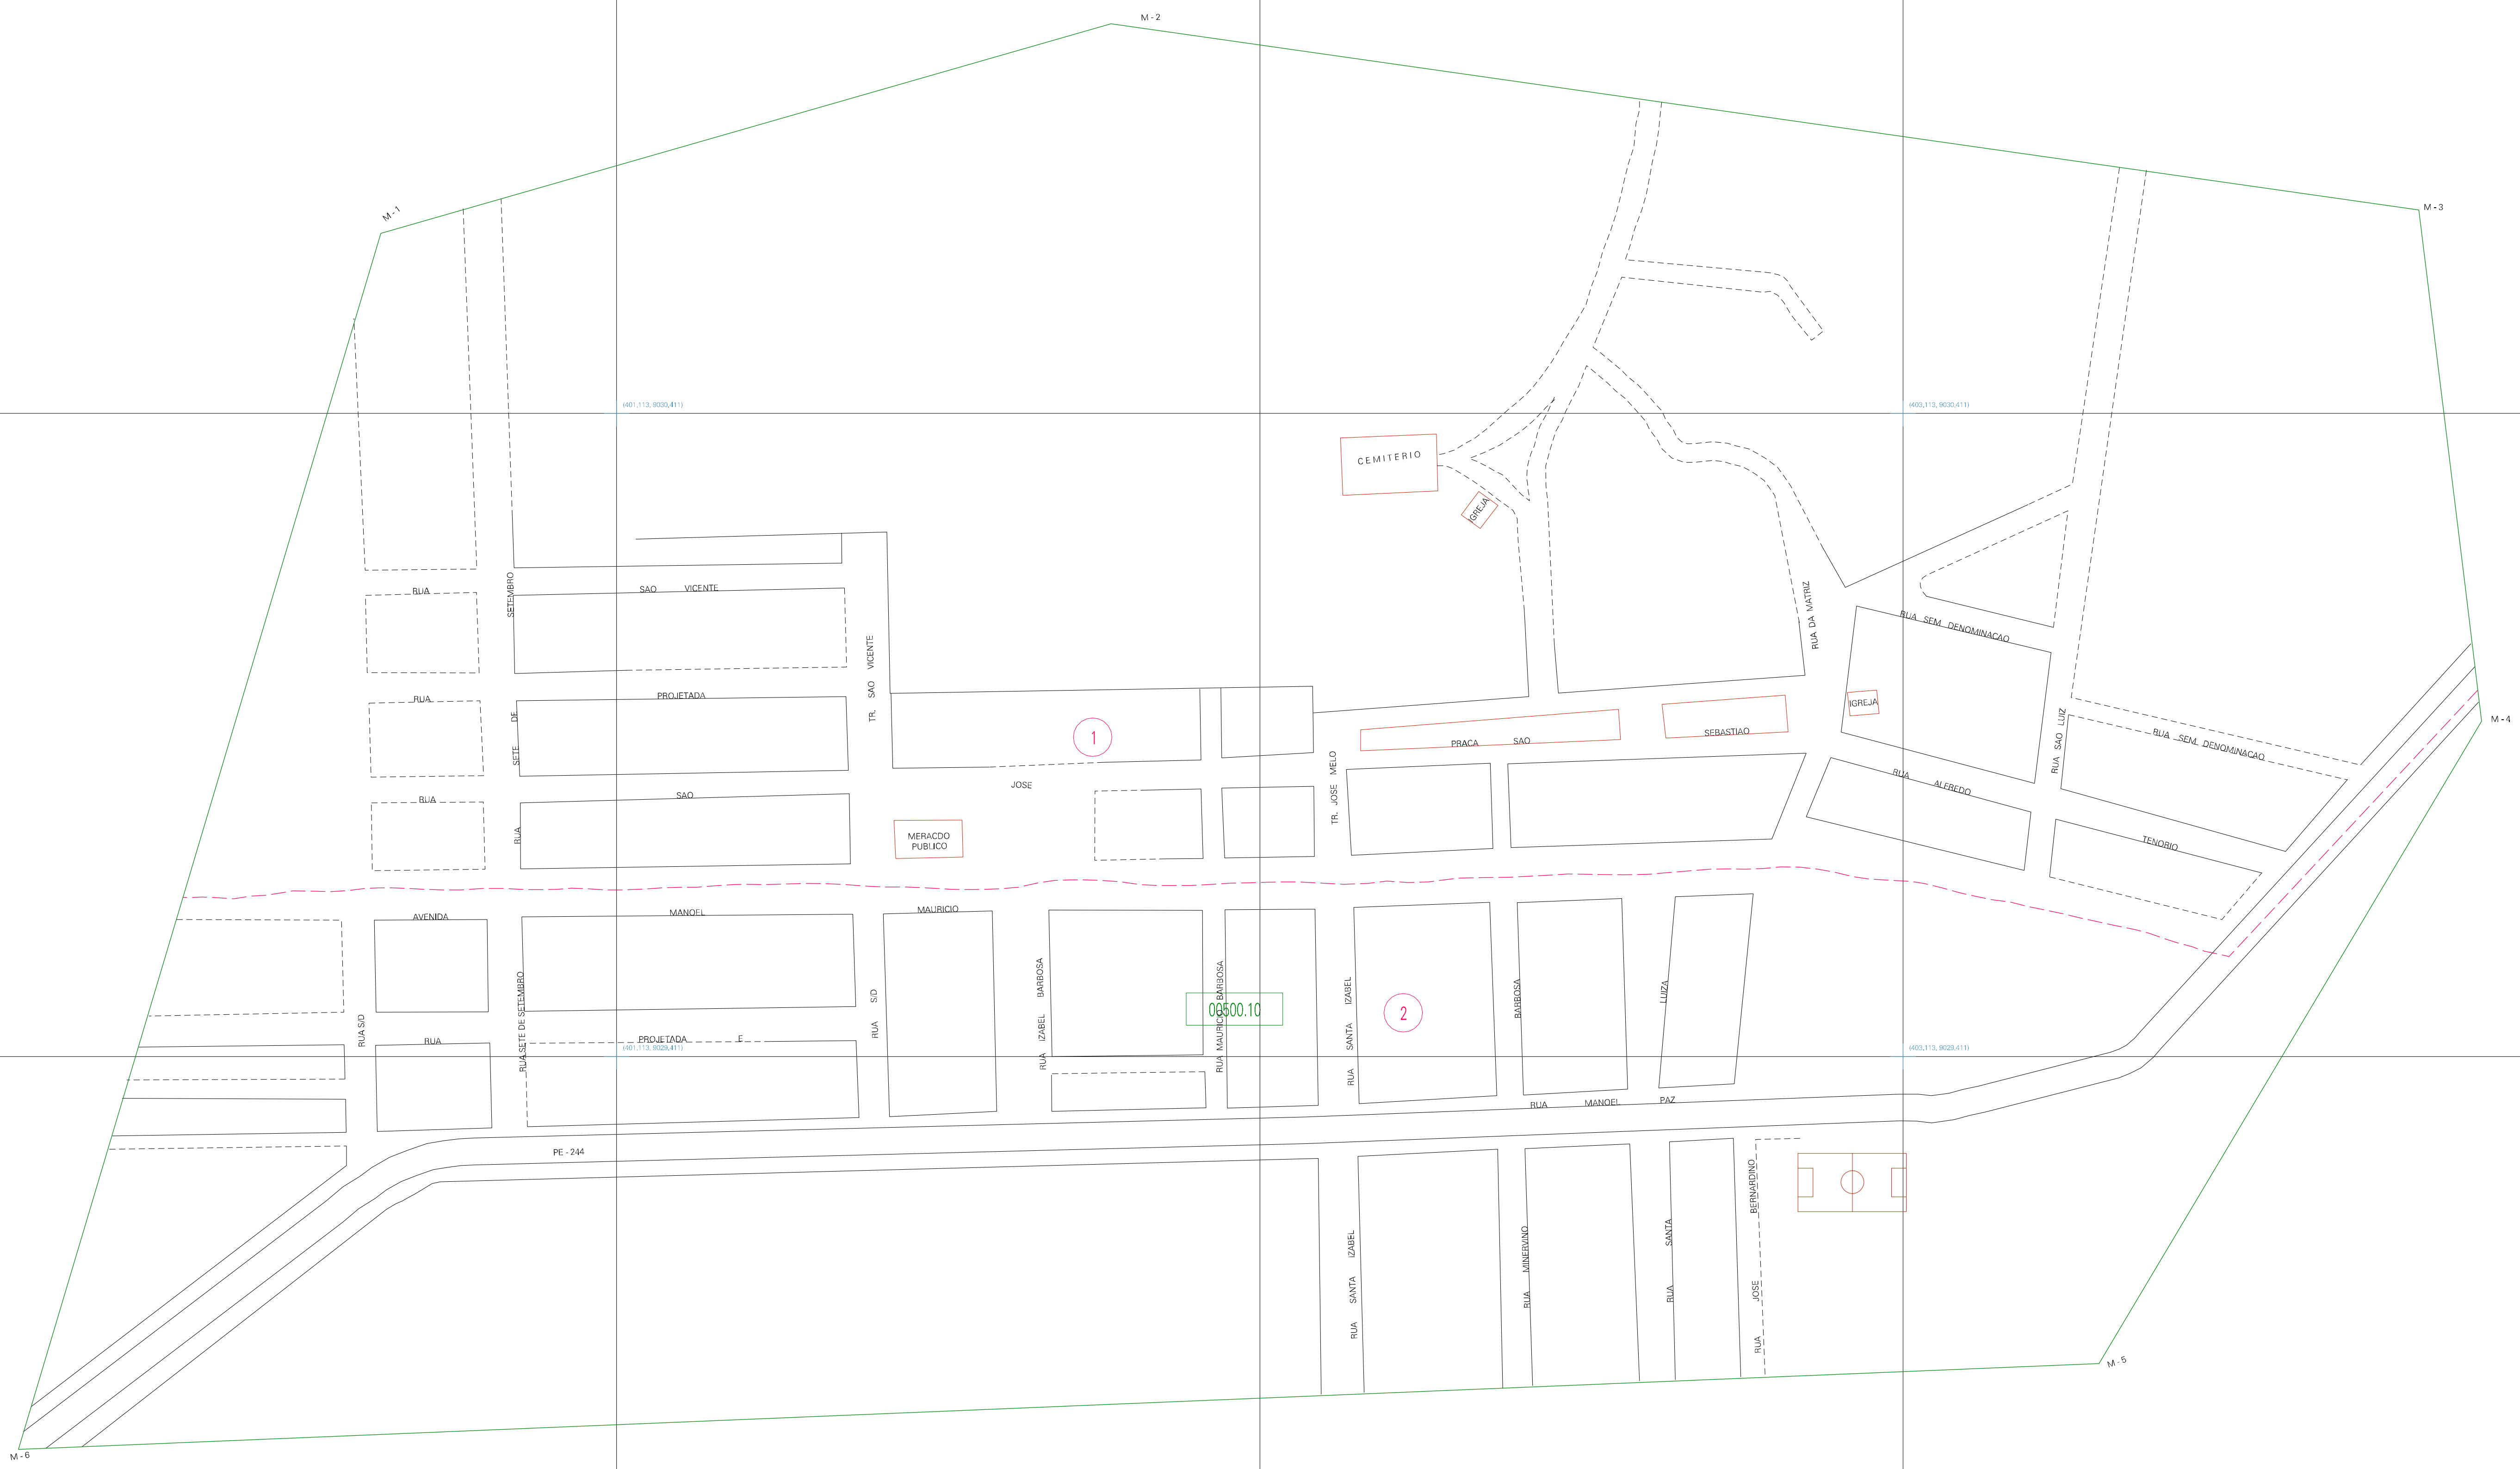 M - 2
M - 1
M - 3
(401,113, 9030,411)
(403,113, 9030,411)
CEMITERIO
IGREJA
SETEMBRO
RUA
SAO VICENTE
RUA DA MATRIZ
RUA SEM DENOMINACAO
TR. SAO VICENTE
RUA
PROJETADA
IGREJA
DE
M - 4
1
SEBASTIAO
PRACA SAO
RUA SAO LUIZ
RUA SEM DENOMINACAO
SETE
TR. JOSE MELO
RUA ALFREDO
JOSE
RUA
SAO
RUA
MERACDO
PUBLICO
TENORIO
AVENIDA
MANOEL
MAURICIO
RUA S/D
RUA SETE DE SETEMBRO
RUA S/D
RUA IZABEL BARBOSA
RUA MAURICIO BARBOSA
00500.10
RUA SANTA IZABEL
2
BARBOSA
LUIZA
RUA
PROJETADA E
(401,113, 9029,411)
(403,113, 9029,411)
RUA MANOEL PAZ
PE - 244
RUA SANTA IZABEL
RUA MINERVINO
RUA SANTA
RUA JOSE BERNARDINO
M - 5
M - 6